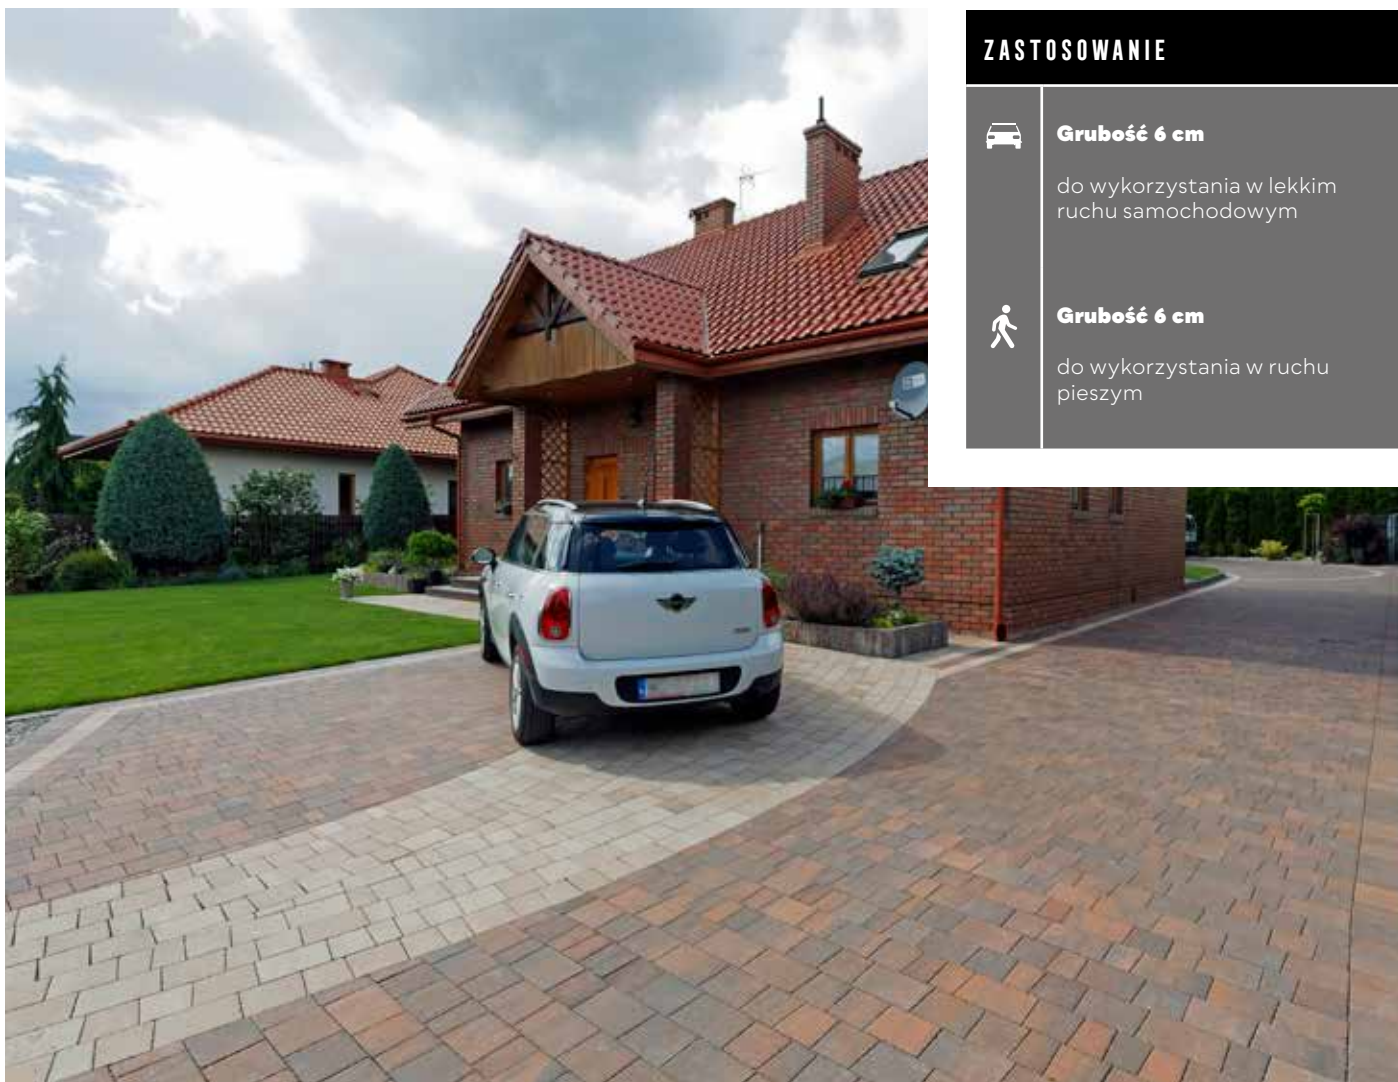 ZASTOSOWANIE
Grubość 6 cm
do wykorzystania w lekkim
ruchu samochodowym
Grubość 6 cm
do wykorzystania w ruchu
pieszym